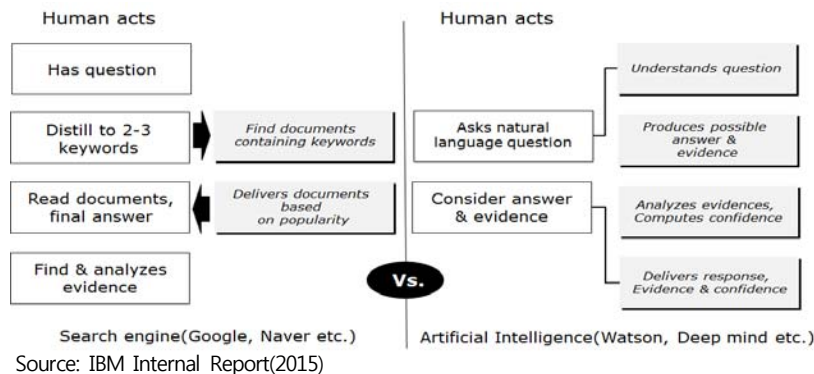 Human acts
Has question
Distill to 2-3
keywords
Find documents
containing keywords
Read documents,
final answer
Delivers documents
based
on popularity
Find & analyzes
evidence
Search engine(Google, Naver etc.)
Vs.
Human acts
Understands question
Asks natural
language question
Produces possible
answer &
evidence
Consider answer
& evidence
Analyzes evidences,
Computes confidence
Delivers response,
Evidence & confidence
Artificial Intelligence(Watson, Deep mind etc.)
Source: IBM Internal Report(2015)